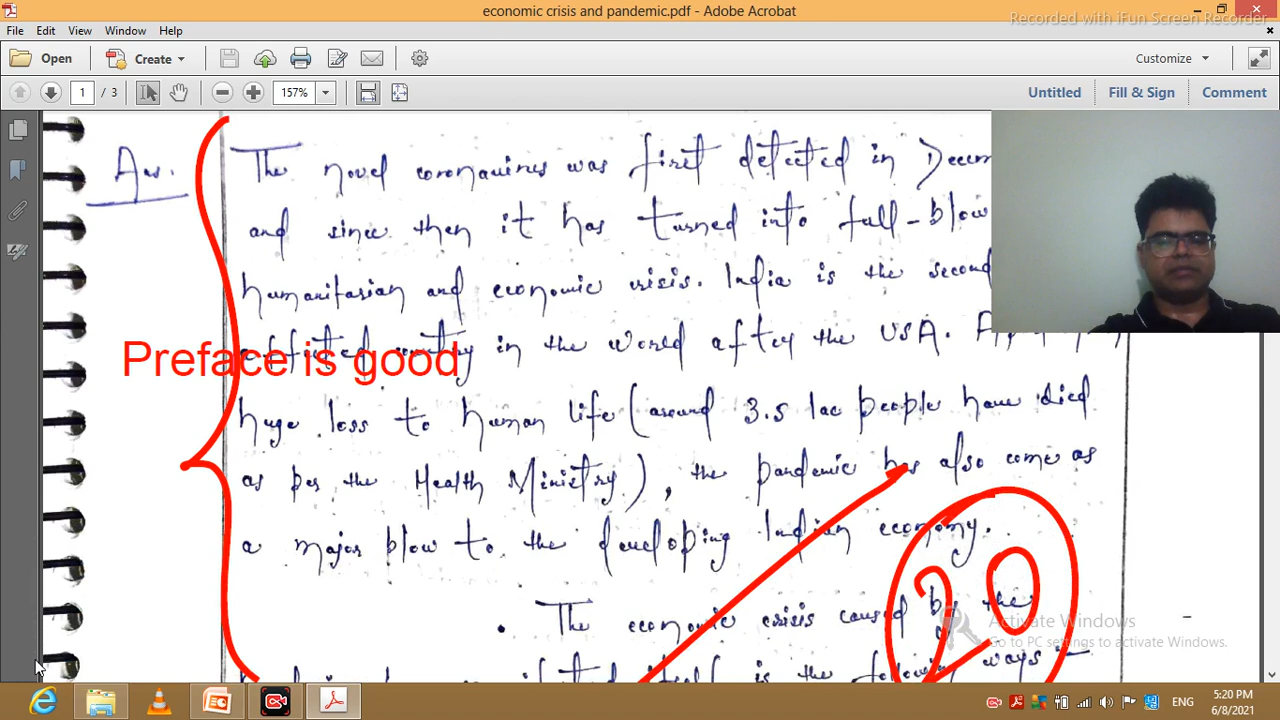 economic crisis and pandemic.pdf - Adobe Acrobat
Recorded with iFun Screen Recorder
File Edit View Window Help
Open Create Customize
1 / 3 157% Untitled Fill & Sign Comment
Ans. The novel coronavirus was first detected in Decem
and since then it has turned into full-blow
humanitarian and economic crisis. India is the second
affected country in the world after the USA.
Preface is good
huge loss to human life (around 3.5 lac people have died
as per the Health Ministry), the pandemic has also come as
a major blow to the developing Indian economy.
20
• The economic crisis caused by the
Activate Windows
Go to PC settings to activate Windows.
itself is the following ways –
ENG 5:20 PM
6/8/2021